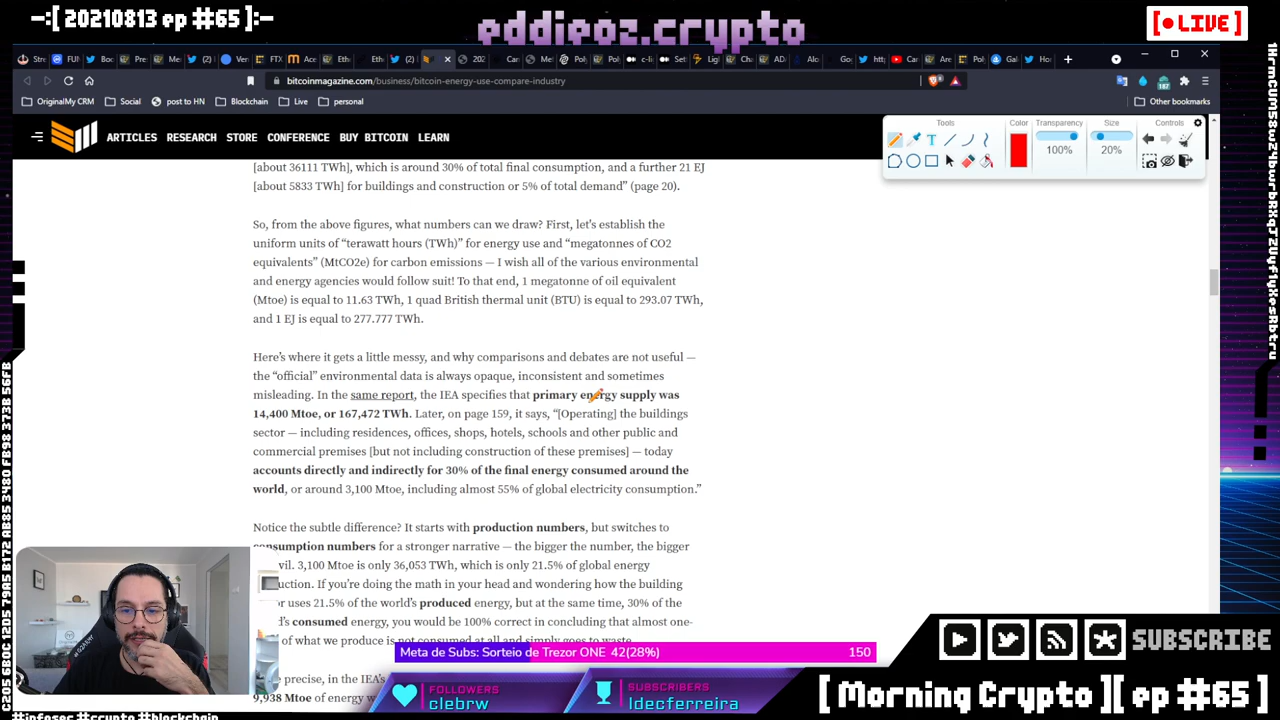 -:[ 20210813 ep #65]:-
eddieoz.crypto
[● LIVE]
bitcoinmagazine.com/business/bitcoin-energy-use-compare-industry
187
OriginalMy CRM
Social
post to HN
Blockchain
Live
personal
Other bookmarks
ARTICLES RESEARCH STORE CONFERENCE BUY BITCOIN LEARN
Tools
Color
Transparency
Size
Controls
100%
20%
[about 36111 TWh], which is around 30% of total final consumption, and a further 21 EJ
[about 5833 TWh] for buildings and construction or 5% of total demand” (page 20).
So, from the above figures, what numbers can we draw? First, let's establish the
uniform units of “terawatt hours (TWh)” for energy use and “megatonnes of CO2
equivalents” (MtCO2e) for carbon emissions — I wish all of the various environmental
and energy agencies would follow suit! To that end, 1 megatonne of oil equivalent
(Mtoe) is equal to 11.63 TWh, 1 quad British thermal unit (BTU) is equal to 293.07 TWh,
and 1 EJ is equal to 277.777 TWh.
Here’s where it gets a little messy, and why comparisons and debates are not useful —
the “official” environmental data is always opaque, and sometimes
misleading. In the same report, the IEA specifies that primary energy supply was
14,400 Mtoe, or 167,472 TWh. Later, on page 159, it says, “[Operating] the buildings
sector — including residences, offices, shops, hotels, schools and other public and
commercial premises [but not including construction of these premises] — today
accounts directly and indirectly for 30% of the final energy consumed around the
world, or around 3,100 Mtoe, including almost 55% of global electricity consumption.”
Notice the subtle difference? It starts with production numbers, but switches to
consumption numbers for a stronger narrative — the bigger the number, the bigger
evil. 3,100 Mtoe is only 36,053 TWh, which is only 21.5% of global energy
uction. If you’re doing the math in your head and wondering how the building
r uses 21.5% of the world’s produced energy, but at the same time, 30% of the
d’s consumed energy, you would be 100% correct in concluding that almost one-
of what we produce is not consumed at all and simply goes to waste.
e precise, in the IEA’s
9,938 Mtoe of energy
Meta de Subs: Sorteio de Trezor ONE 42(28%)
150
FOLLOWERS
clebrw
SUBSCRIBERS
ldecferreira
SUBSCRIBE
[ Morning Crypto ][ ep #65 ]
#infosec #crypto #blockchain